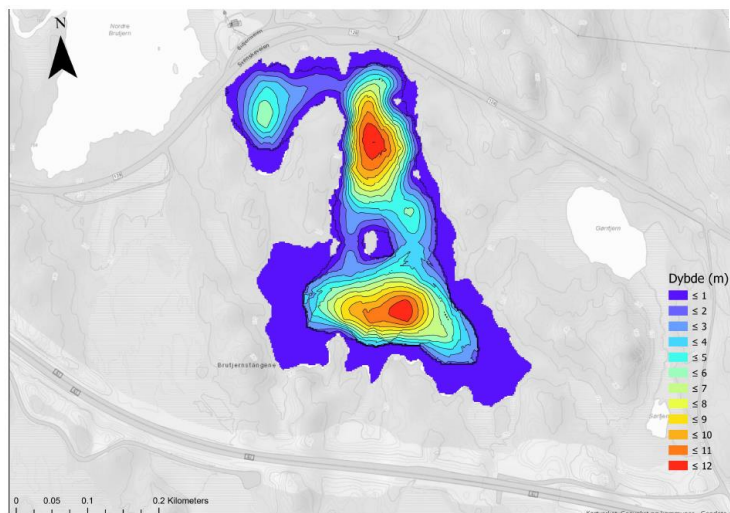 Nordre
Brutjern
N
Dørrtjern
Dybde (m)
≤ 1
≤ 2
≤ 3
≤ 4
≤ 5
≤ 6
≤ 7
≤ 8
≤ 9
≤ 10
≤ 11
≤ 12
Brutjernstangene
0 0.05 0.1 0.2 Kilometers